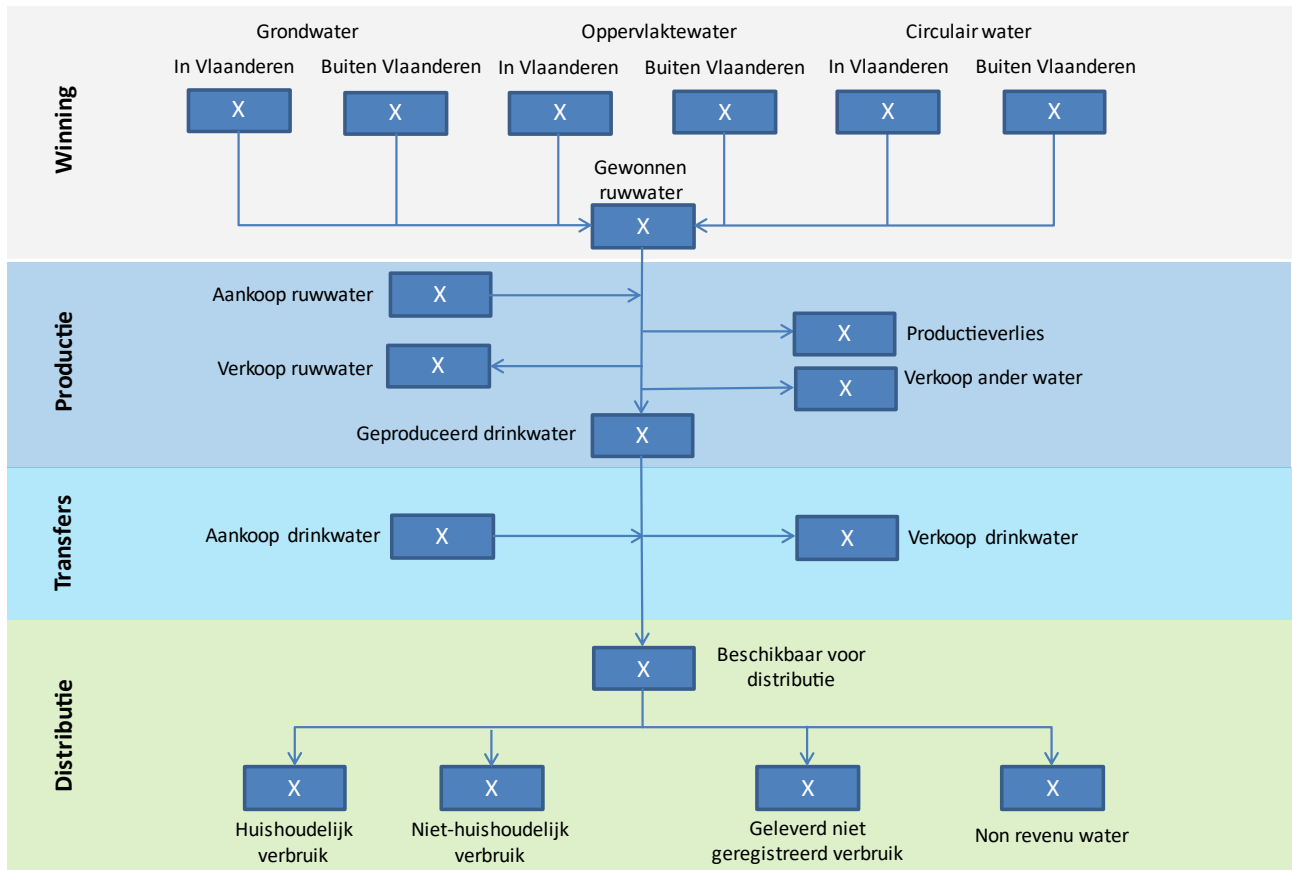 Winning
Grondwater
Oppervlaktewater
Circulair water
In Vlaanderen
Buiten Vlaanderen
In Vlaanderen
Buiten Vlaanderen
In Vlaanderen
Buiten Vlaanderen
X
X
X
X
X
X
Gewonnen
ruwwater
X
Productie
Aankoop ruwwater
X
X
Productieverlies
Verkoop ruwwater
X
X
Verkoop ander water
Geproduceerd drinkwater
X
Transfers
Aankoop drinkwater
X
X
Verkoop drinkwater
Distributie
X
Beschikbaar voor
distributie
X
X
X
X
Huishoudelijk
verbruik
Niet-huishoudelijk
verbruik
Geleverd niet
geregistreerd verbruik
Non revenu water